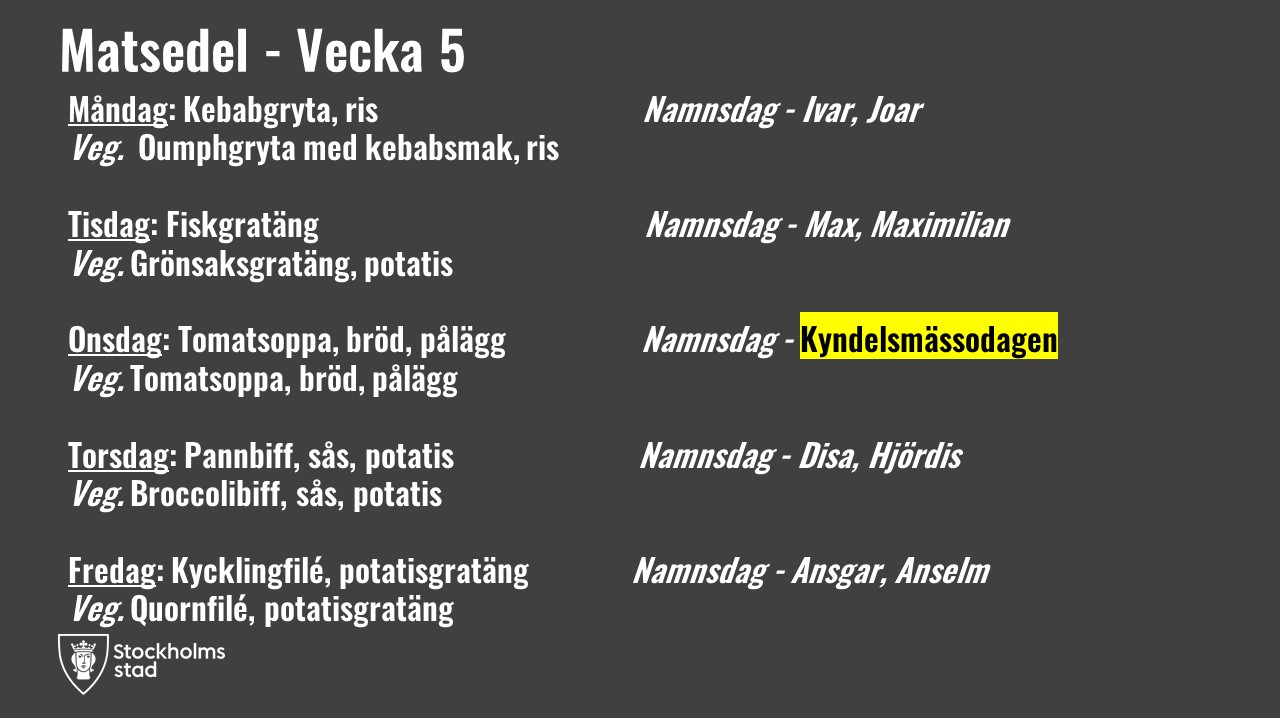 Matsedel - Vecka 5
Måndag: Kebabgryta, ris Namnsdag - Ivar, Joar
Veg. Oumphgryta med kebabsmak, ris
Tisdag: Fiskgratäng Namnsdag - Max, Maximilian
Veg. Grönsaksgratäng, potatis
Onsdag: Tomatsoppa, bröd, pålägg Namnsdag - Kyndelsmässodagen
Veg. Tomatsoppa, bröd, pålägg
Torsdag: Pannbiff, sås, potatis Namnsdag - Disa, Hjördis
Veg. Broccolibiff, sås, potatis
Fredag: Kycklingfilé, potatisgratäng Namnsdag - Ansgar, Anselm
Veg. Quornfilé, potatisgratäng
Stockholms
stad